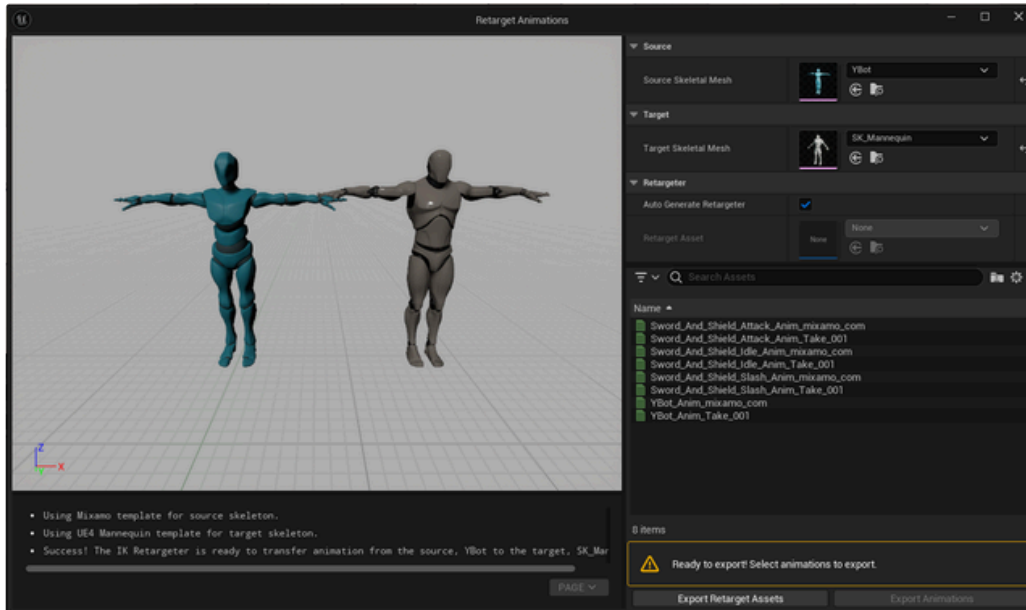 Retarget Animations
Source
Source Skeletal Mesh
YBot
Target
Target Skeletal Mesh
SK_Mannequin
Retargeter
Auto Generate Retargeter
Retarget Asset
None
None
Search Assets
Name
Sword_And_Shield_Attack_Anim_mixamo_com
Sword_And_Shield_Attack_Anim_Take_001
Sword_And_Shield_Idle_Anim_mixamo_com
Sword_And_Shield_Idle_Anim_Take_001
Sword_And_Shield_Slash_Anim_mixamo_com
Sword_And_Shield_Slash_Anim_Take_001
YBot_Anim_mixamo_com
YBot_Anim_Take_001
8 items
Ready to export! Select animations to export.
Export Retarget Assets
Export Animations
Z
X
Y
• Using Mixamo template for source skeleton.
• Using UE4 Mannequin template for target skeleton.
• Success! The IK Retargeter is ready to transfer animation from the source, YBot to the target, SK_Man
PAGE